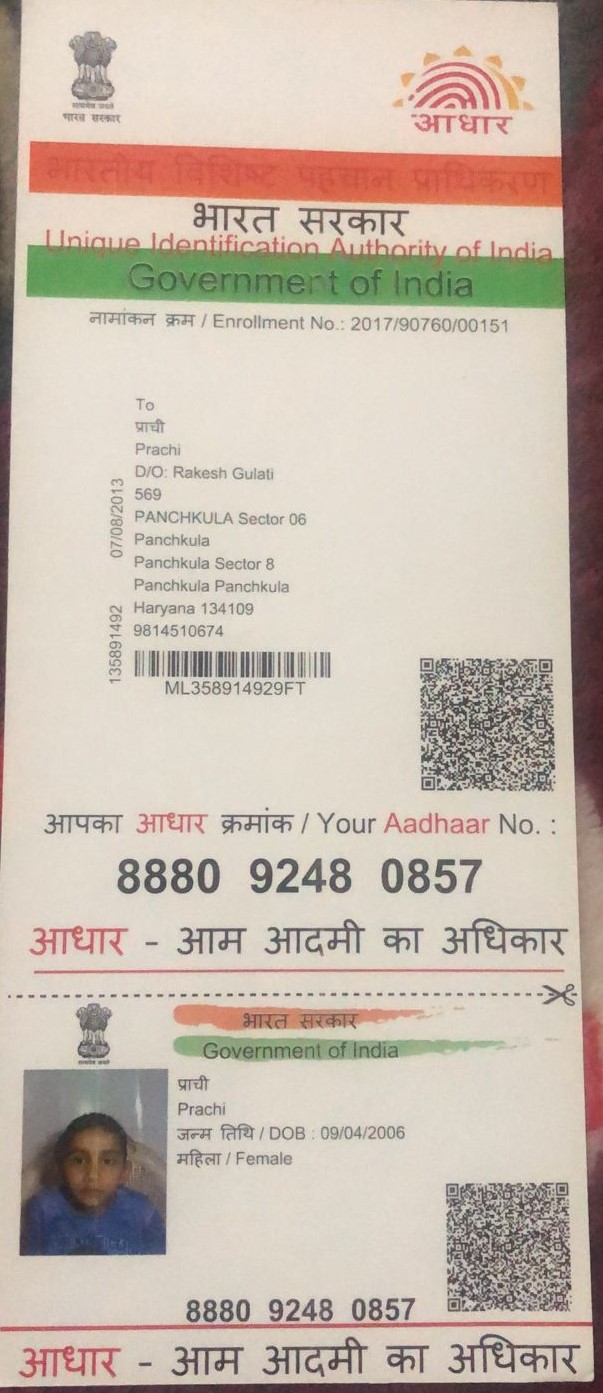 सत्यमेव जयते
भारत सरकार
आधार
भारतीय विशिष्ट पहचान प्राधिकरण
भारत सरकार
Unique Identification Authority of India
Government of India
नामांकन क्रम / Enrollment No.: 2017/90760/00151
To
प्राची
Prachi
D/O: Rakesh Gulati
569
PANCHKULA Sector 06
Panchkula
Panchkula Sector 8
Panchkula Panchkula
Haryana 134109
9814510674
07/08/2013
135891492
ML358914929FT
आपका आधार क्रमांक / Your Aadhaar No. :
8880 9248 0857
आधार - आम आदमी का अधिकार
भारत सरकार
Government of India
प्राची
Prachi
जन्म तिथि / DOB : 09/04/2006
महिला / Female
8880 9248 0857
आधार - आम आदमी का अधिकार